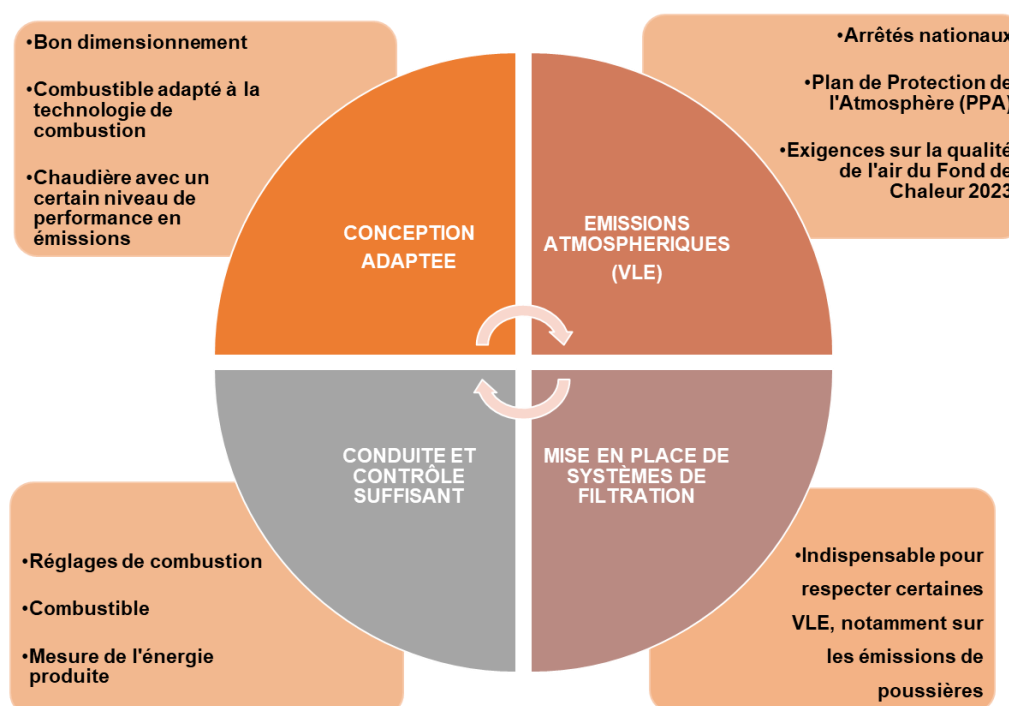 •Bon dimensionnement
•Combustible adapté à la
technologie de
combustion
•Chaudière avec un
certain niveau de
performance en
émissions
•Arrêtés nationaux
•Plan de Protection de
l'Atmosphère (PPA)
•Exigences sur la qualité
de l'air du Fond de
Chaleur 2023
CONCEPTION
ADAPTEE
EMISSIONS
ATMOSPHERIQUES
(VLE)
CONDUITE ET
CONTRÔLE
SUFFISANT
MISE EN PLACE DE
SYSTÈMES DE
FILTRATION
•Réglages de combustion
•Combustible
•Mesure de l'énergie
produite
•Indispensable pour
respecter certaines
VLE, notamment sur
les émissions de
poussières